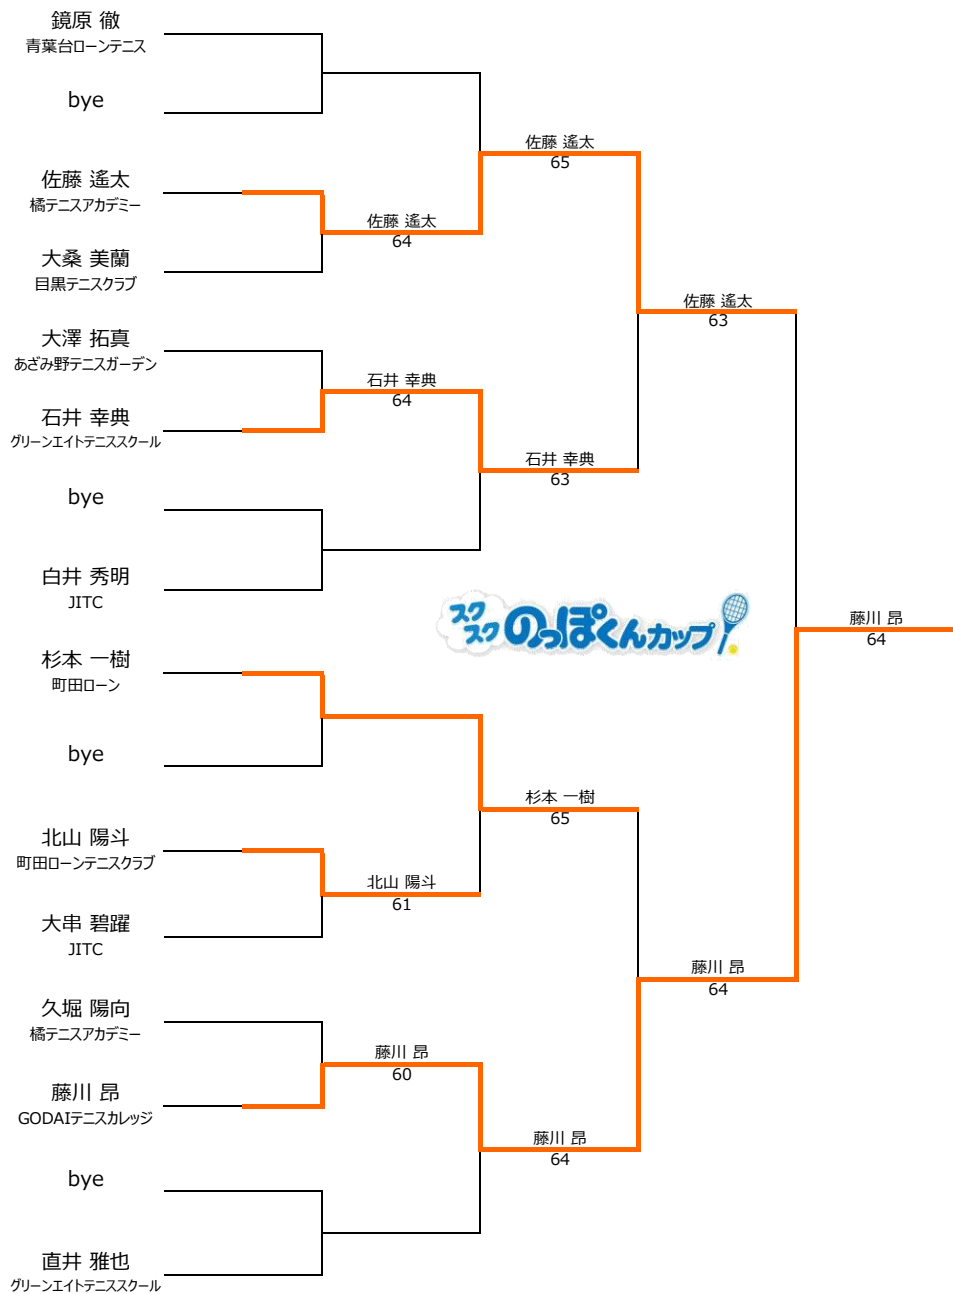 鏡原 徹
青葉台ローンテニス
bye
佐藤 遙太
65
佐藤 遙太
橘テニスアカデミー
佐藤 遙太
64
大桑 美蘭
目黒テニスクラブ
佐藤 遙太
63
大澤 拓真
あざみ野テニスガーデン
石井 幸典
64
石井 幸典
グリーンエイトテニススクール
石井 幸典
63
bye
白井 秀明
JITC
スクスク のっぽくんカップ
藤川 昂
64
杉本 一樹
町田ローン
bye
杉本 一樹
65
北山 陽斗
町田ローンテニスクラブ
北山 陽斗
61
大串 碧躍
JITC
藤川 昂
64
久堀 陽向
橘テニスアカデミー
藤川 昂
60
藤川 昂
GODAIテニスカレッジ
藤川 昂
64
bye
直井 雅也
グリーンエイトテニススクール